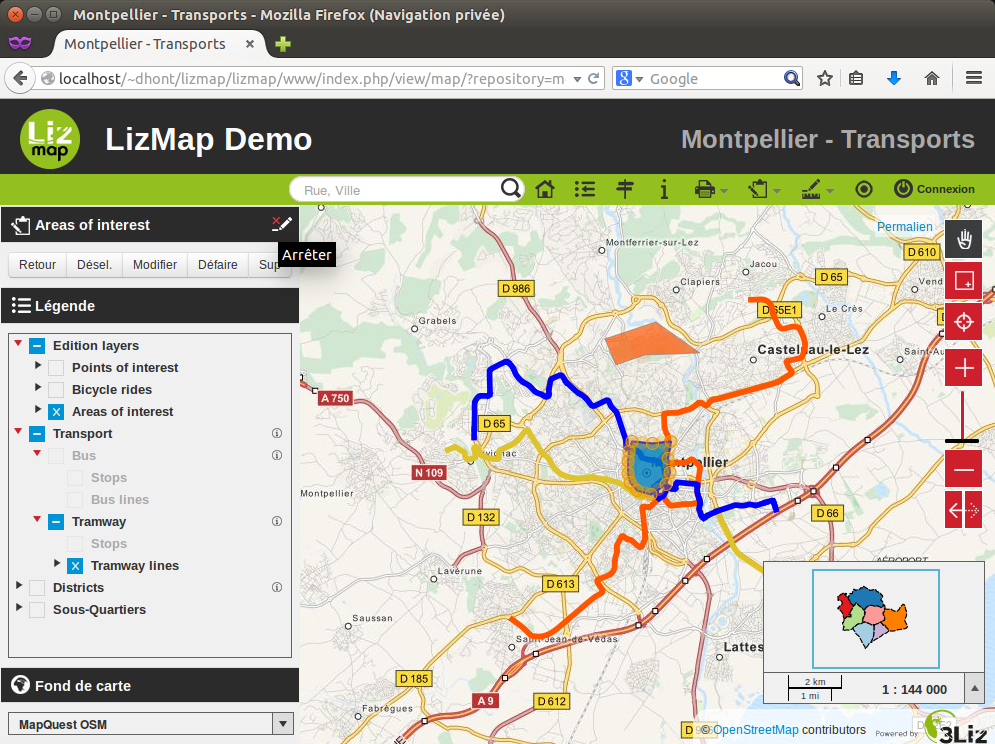 Montpellier - Transports - Mozilla Firefox (Navigation privée)
Montpellier - Transports
localhost/~dhont/lizmap/lizmap/www/index.php/view/map/?repository=m
Google
Liz
map
LizMap Demo
Montpellier - Transports
Rue, Ville
Connexion
Areas of interest
Arrêter
Retour
Désel.
Modifier
Défaire
Sup
Légende
Edition layers
Points of interest
Bicycle rides
Areas of interest
Transport
Bus
Stops
Bus lines
Tramway
Stops
Tramway lines
Districts
Sous-Quartiers
Fond de carte
MapQuest OSM
Permalien
Montferrier-sur-Lez
D 610
Jacou
D 65
Clapiers
Vend
D 986
Le Crès
D 65E1
Grabels
Castelnau-le-Lez
Saint-Au
A 750
D 65
N 109
Montpellier
D 132
D 66
AÉROPORT
Lavérune
D 613
Saussan
Saint-Jean-de-Védas
Lattes
D 185
A 9
D 612
Fabrègues
2 km
1 mi
1 : 144 000
© OpenStreetMap contributors
Powered by
3Liz